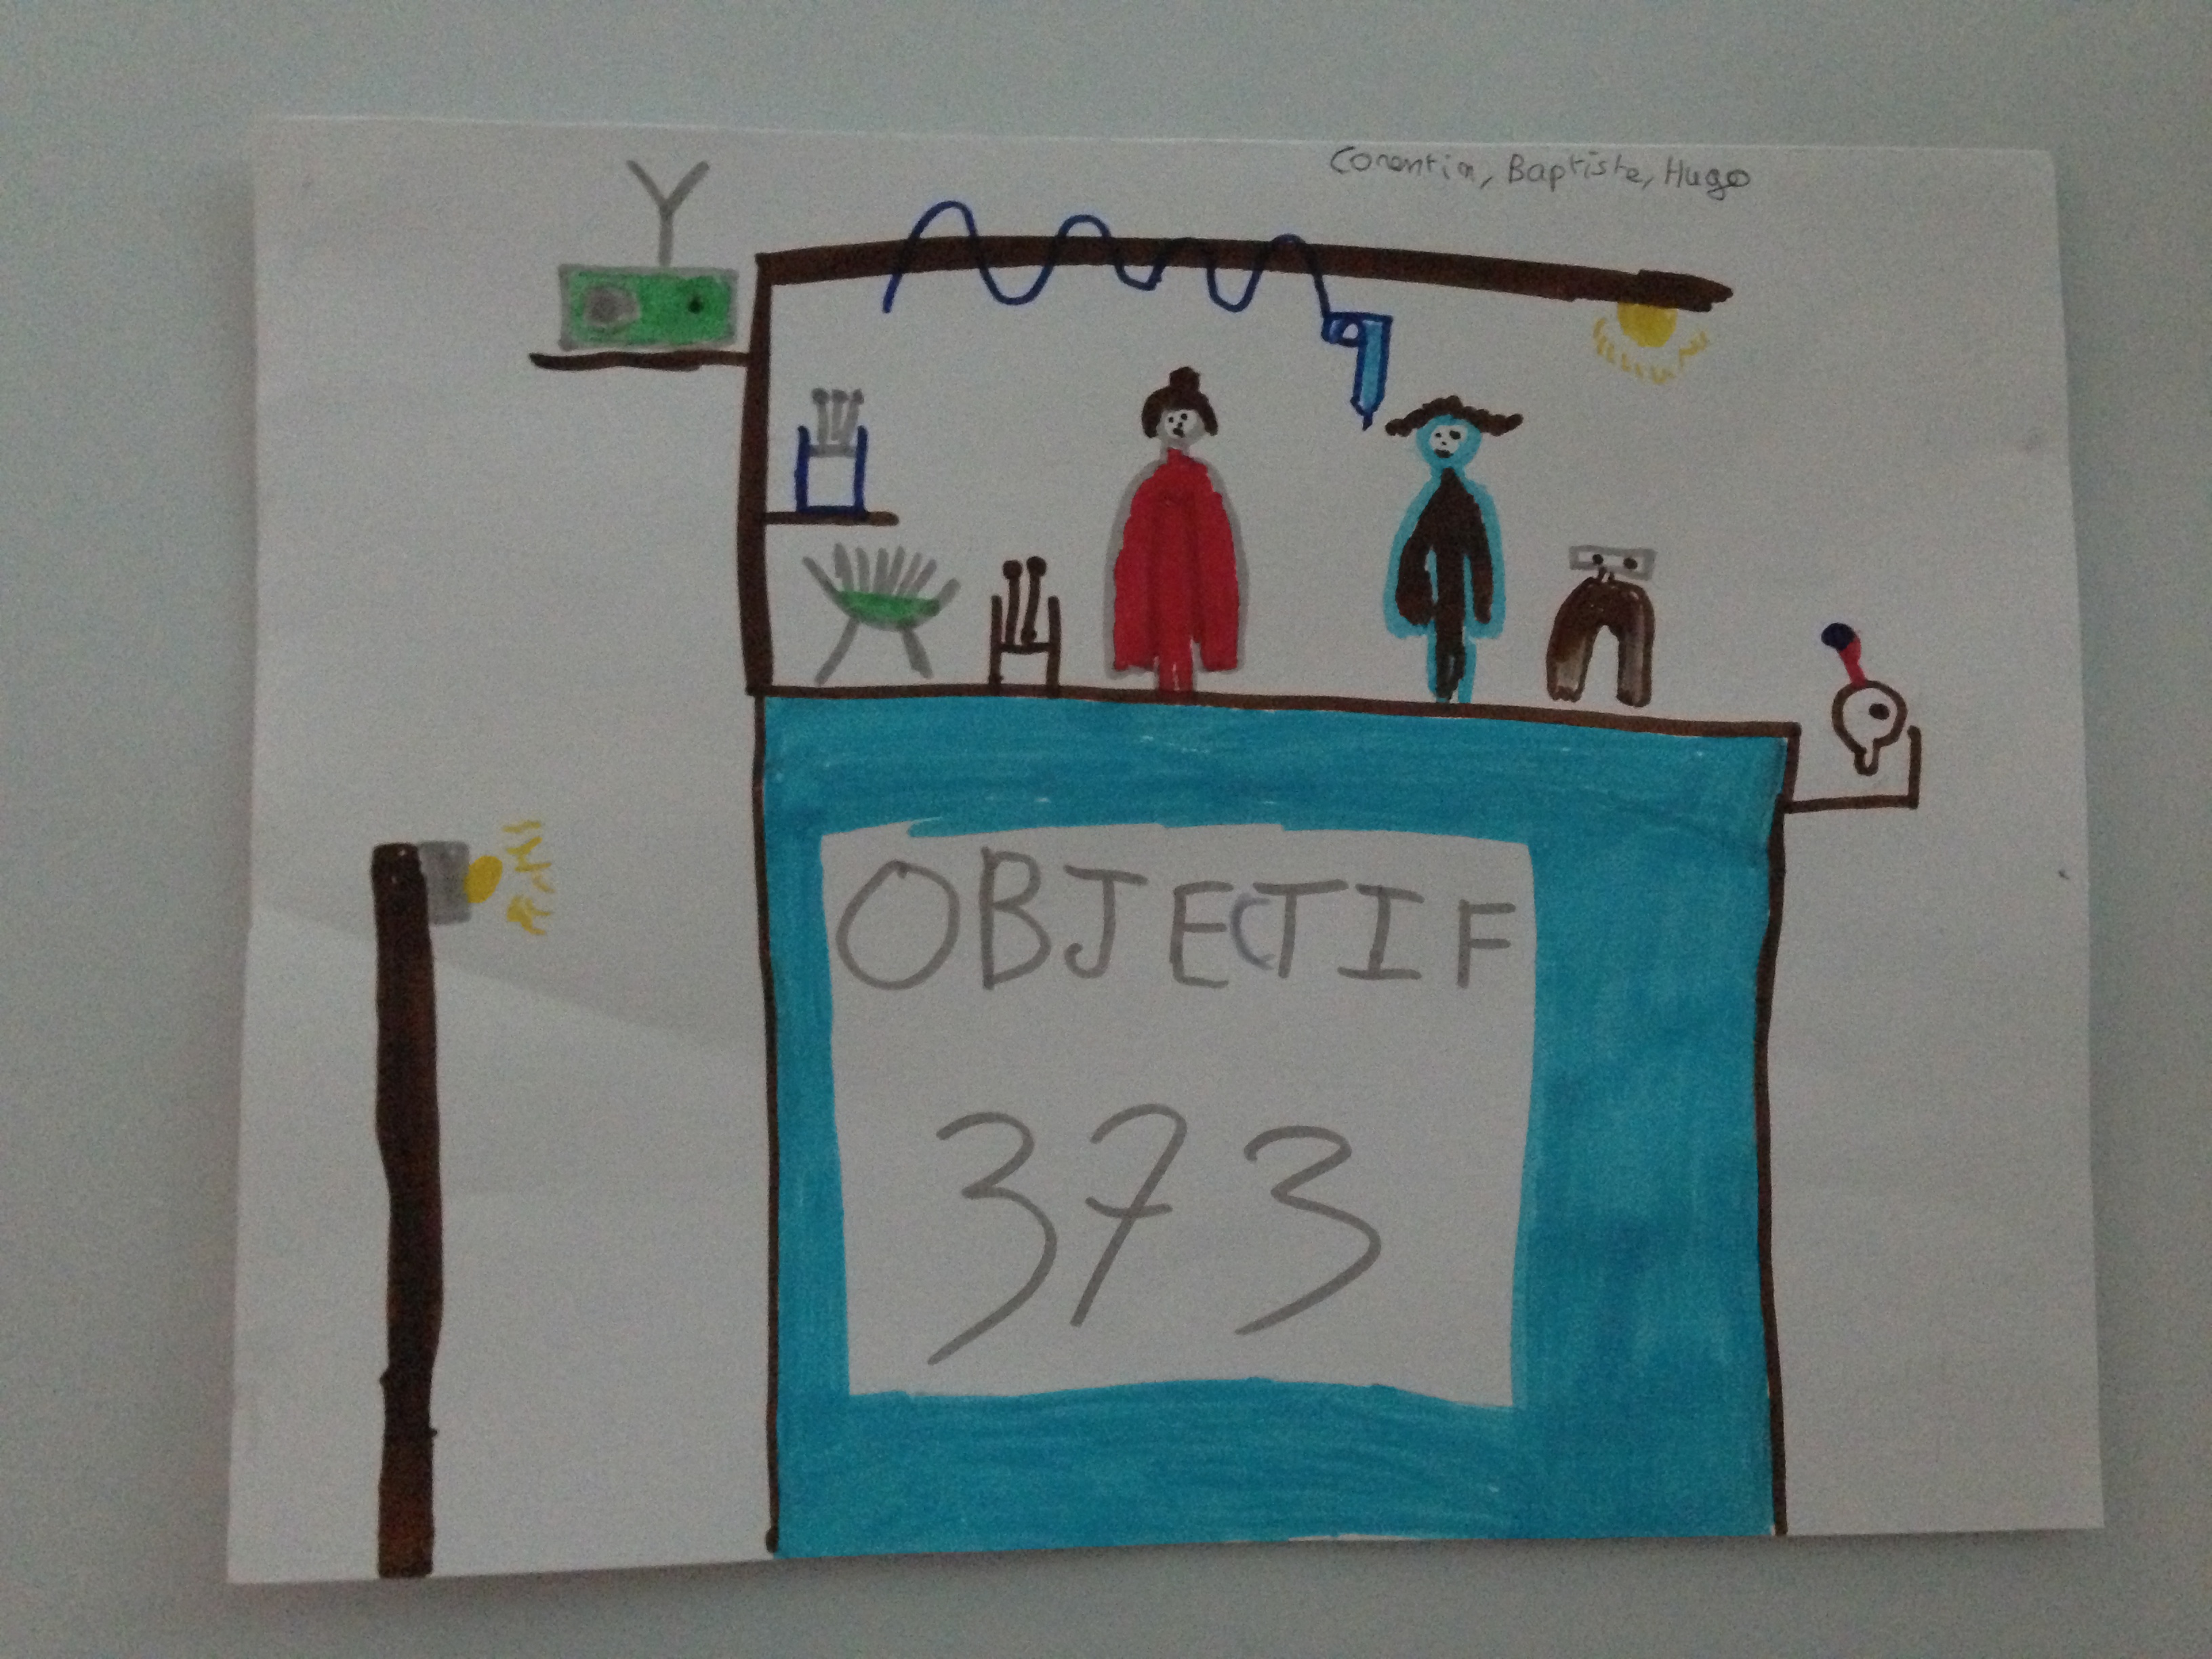 Corentin, Baptiste, Hugo
OBJECTIF
373